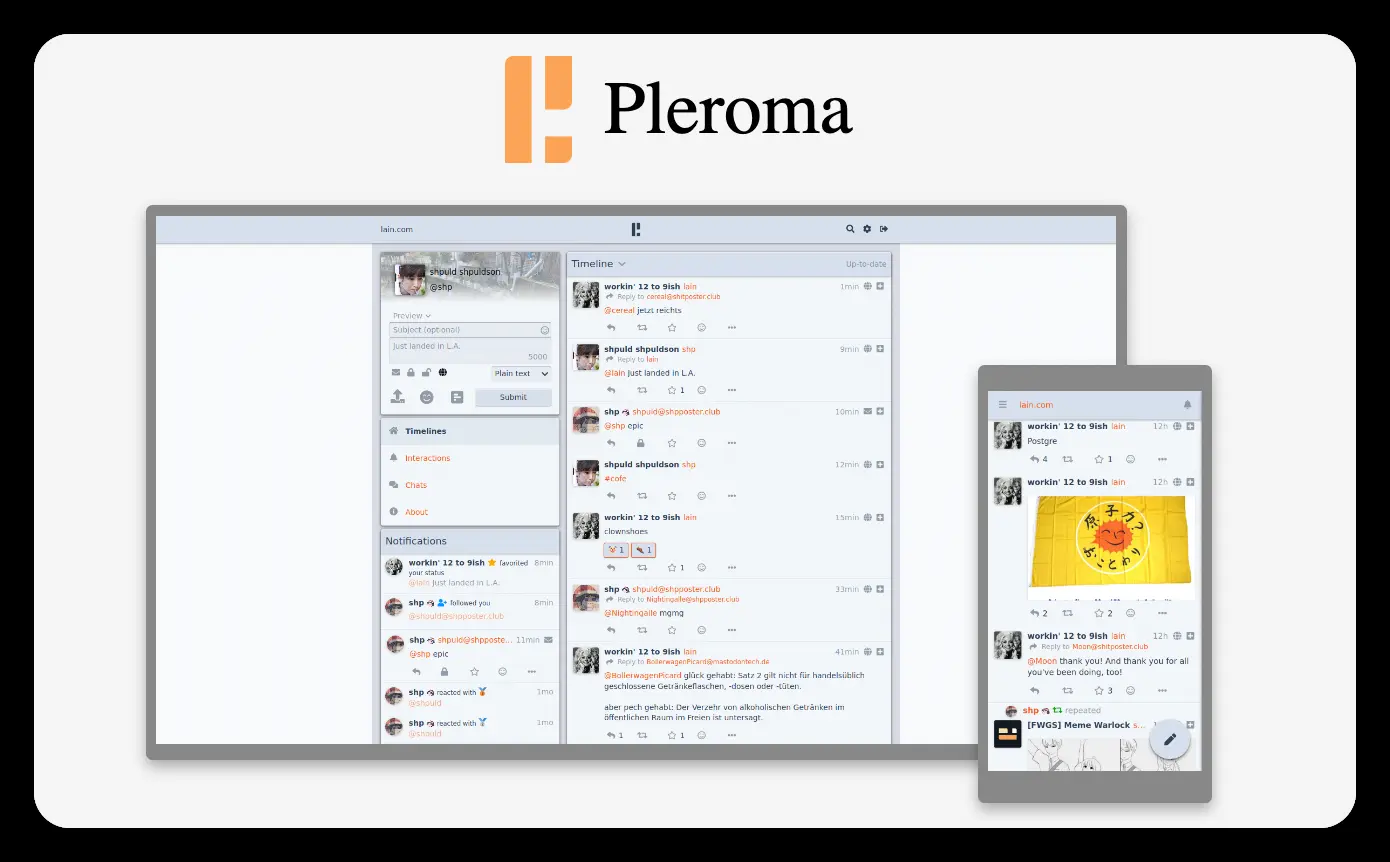 Pleroma
lain.com
shpuld shpuldson
@shp
Preview
Subject (optional)
Just landed in L.A.
5000
Plain text
Submit
Timelines
Interactions
Chats
About
Notifications
workin' 12 to 9ish favorited 8min
your status
@lain Just landed in L.A.
shp followed you 8min
@shpuld@shpposter.club
shp shpuld@shpposte... 11min
@shp epic
shp reacted with 1mo
@shpuld
shp reacted with 1mo
@shpuld
Timeline Up-to-date
workin' 12 to 9ish lain 1min
Reply to cereal@shitposter.club
@cereal jetzt reichts
shpuld shpuldson shp 9min
Reply to lain
@lain Just landed in L.A.
1
shp shpuld@shpposter.club 10min
@shp epic
shpuld shpuldson shp 12min
#cofe
workin' 12 to 9ish lain 15min
clownshoes
1 1
1
shp shpuld@shpposter.club 33min
Reply to Nightingalle@shpposter.club
@Nightingalle mgmg
workin' 12 to 9ish lain 41min
Reply to BollerwagenPicard@mastodontech.de
@BollerwagenPicard glück gehabt: Satz 2 gilt nicht für handelsüblich
geschlossene Getränkeflaschen, -dosen oder -tüten.
aber pech gehabt: Der Verzehr von alkoholischen Getränken im
öffentlichen Raum im Freien ist untersagt.
1 1
lain.com
workin' 12 to 9ish lain 12h
Postgre
4 1
workin' 12 to 9ish lain 12h
原子力?
おことわり
2 2
workin' 12 to 9ish lain 12h
Reply to Moon@shitposter.club
@Moon thank you! And thank you for all
you've been doing, too!
3
shp repeated
[FWGS] Meme Warlock s...